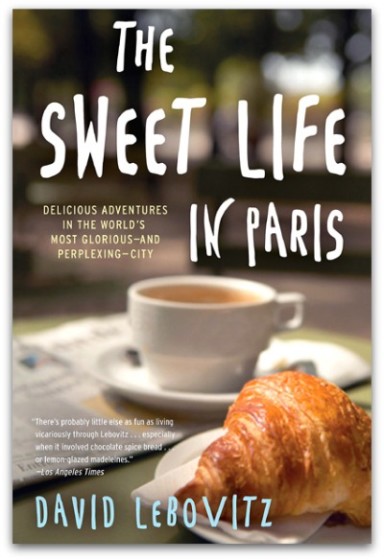 THE
SWEET LIFE
IN PARIS
DELICIOUS ADVENTURES
IN THE WORLD'S
MOST GLORIOUS—AND
PERPLEXING—CITY
"There's probably little else as fun as living
vicariously through Lebovitz . . . especially
when it involved chocolate spice bread . . .
or lemon-glazed madeleines."
—Los Angeles Times
DAVID LEBOVITZ